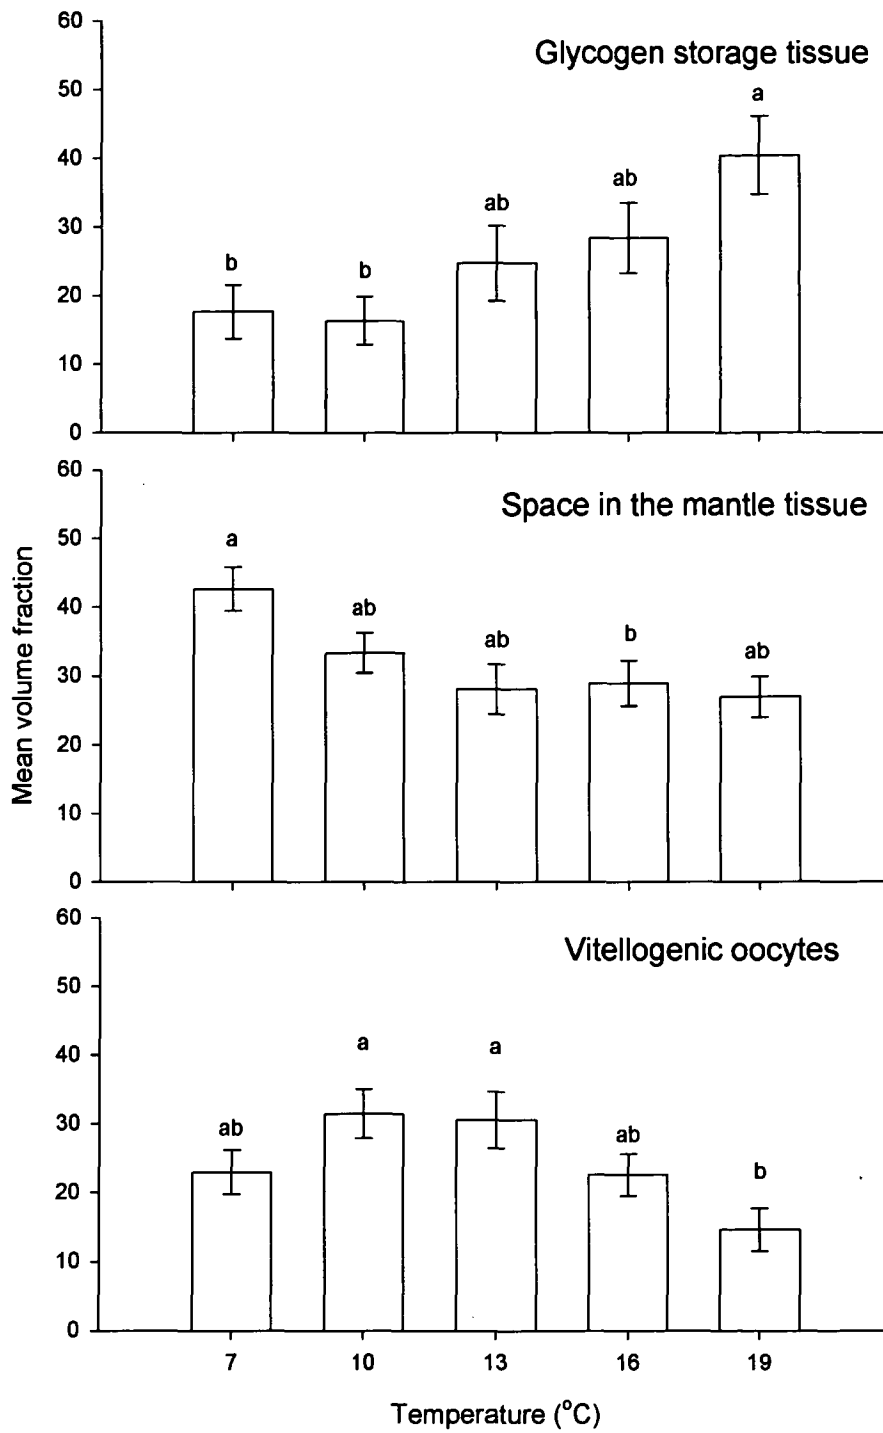 Glycogen storage tissue
60
50
40
30
20
10
0
b
b
ab
ab
a
Space in the mantle tissue
60
50
40
30
20
10
0
a
ab
ab
b
ab
Mean volume fraction
Vitellogenic oocytes
60
50
40
30
20
10
0
ab
a
a
ab
b
7 10 13 16 19
Temperature (°C)